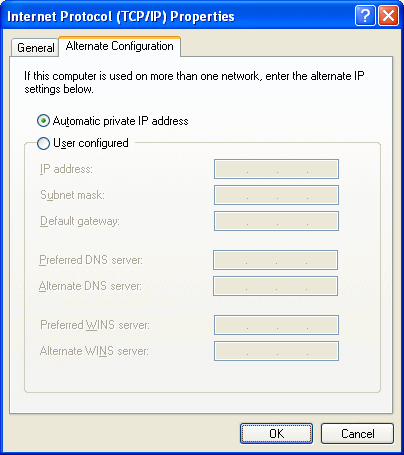 Internet Protocol (TCP/IP) Properties
General
Alternate Configuration
If this computer is used on more than one network, enter the alternate IP
settings below.
Automatic private IP address
User configured
IP address:
Subnet mask:
Default gateway:
Preferred DNS server:
Alternate DNS server:
Preferred WINS server:
Alternate WINS server:
OK
Cancel